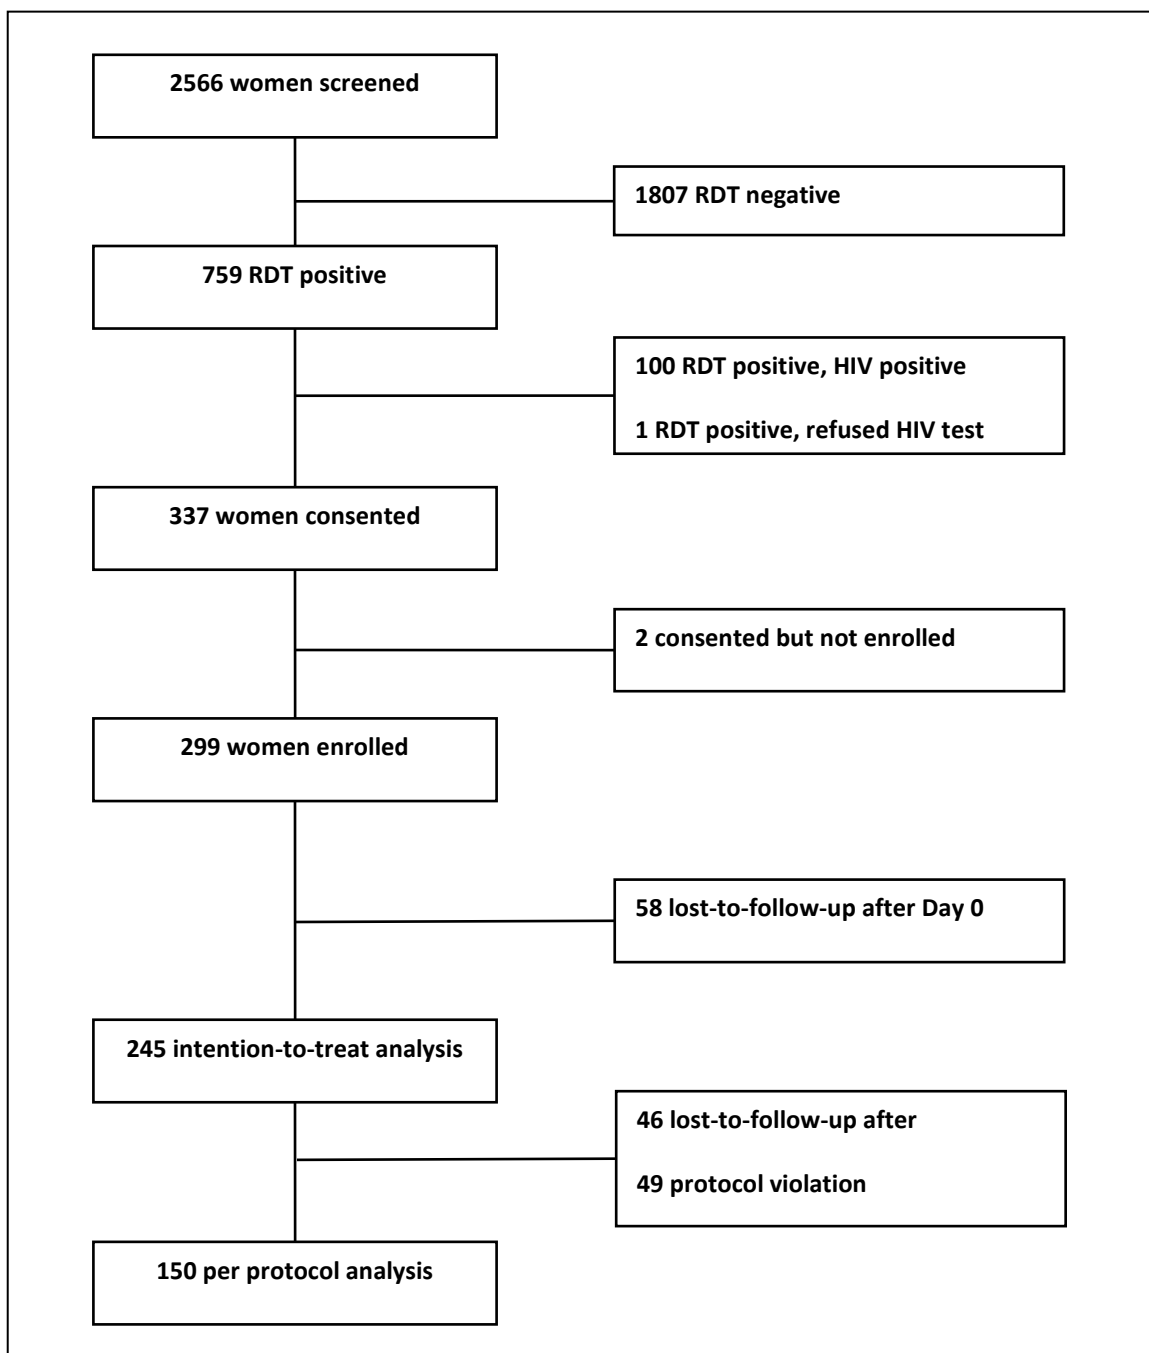 2566 women screened
1807 RDT negative
759 RDT positive
100 RDT positive, HIV positive
1 RDT positive, refused HIV test
337 women consented
2 consented but not enrolled
299 women enrolled
58 lost-to-follow-up after Day 0
245 intention-to-treat analysis
46 lost-to-follow-up after
49 protocol violation
150 per protocol analysis